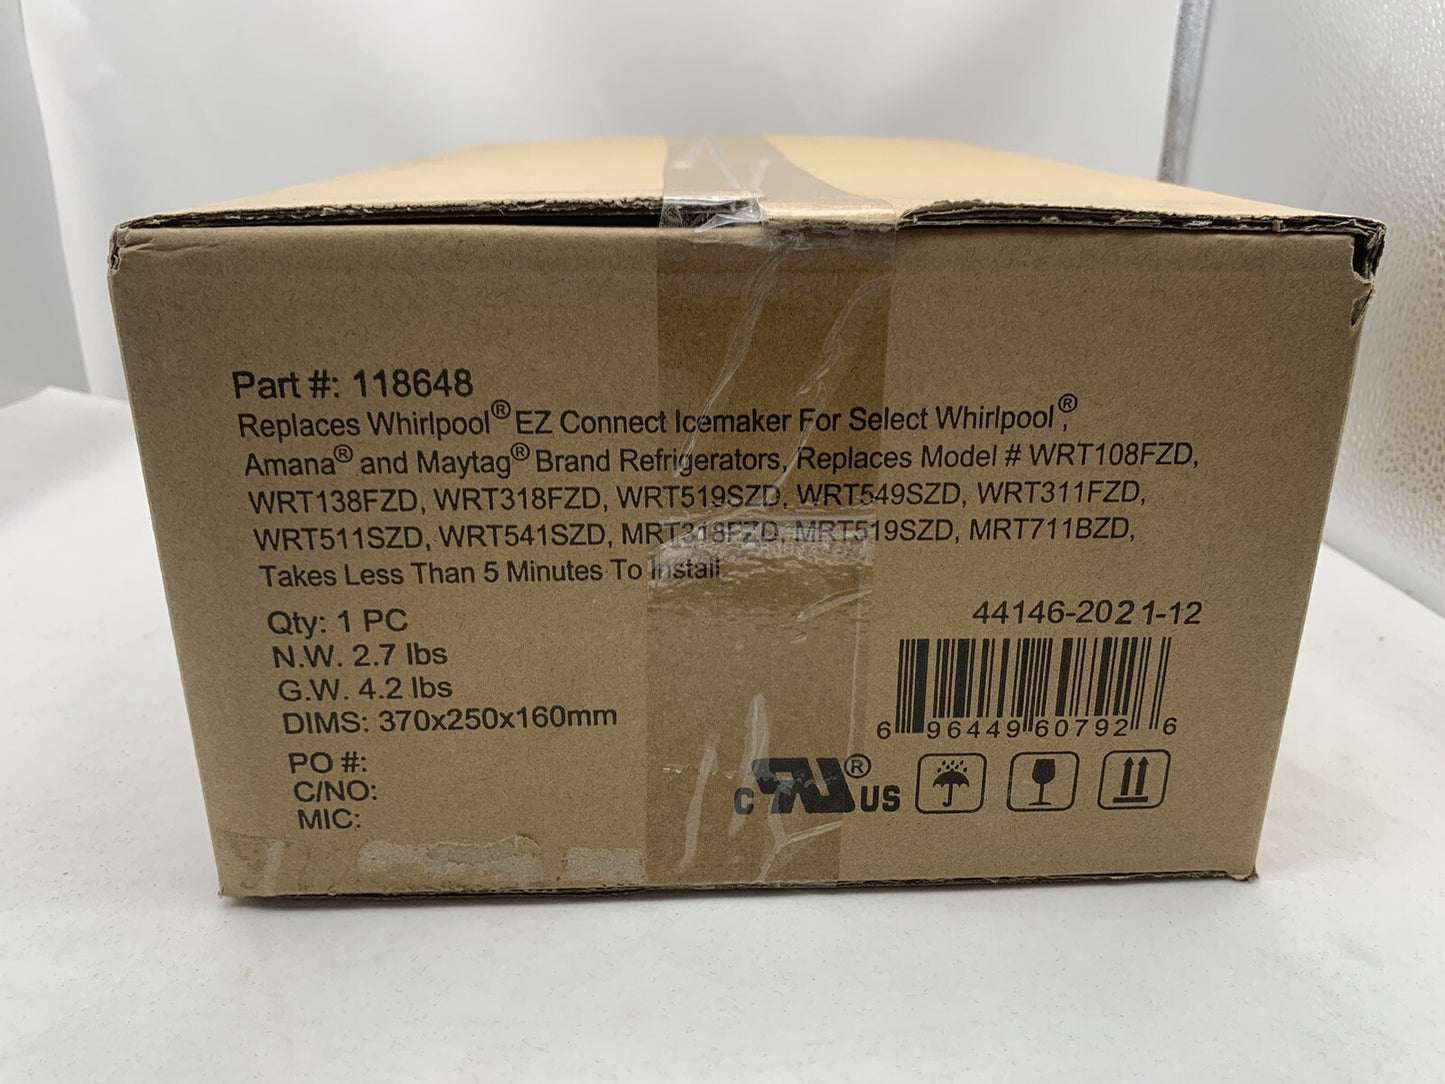 Part #: 118648
Replaces Whirlpool® EZ Connect Icemaker For Select Whirlpool®,
Amana® and Maytag® Brand Refrigerators, Replaces Model # WRT108FZD,
WRT138FZD, WRT318FZD, WRT519SZD, WRT549SZD, WRT311FZD,
WRT511SZD, WRT541SZD, MRT318FZD, MRT519SZD, MRT711BZD,
Takes Less Than 5 Minutes To Install
Qty: 1 PC
N.W. 2.7 lbs
G.W. 4.2 lbs
DIMS: 370x250x160mm
PO #:
C/NO:
MIC:
44146-2021-12
6 96449 60792 6
C UR® US